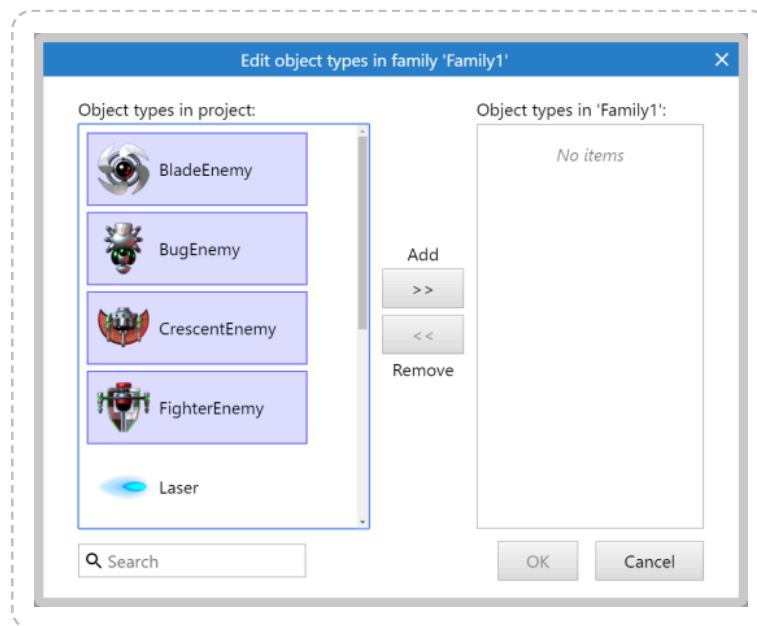 Edit object types in family 'Family1'
Object types in project:
BladeEnemy
BugEnemy
CrescentEnemy
FighterEnemy
Laser
Search
Add
>>
<<
Remove
Object types in 'Family1':
No items
OK
Cancel